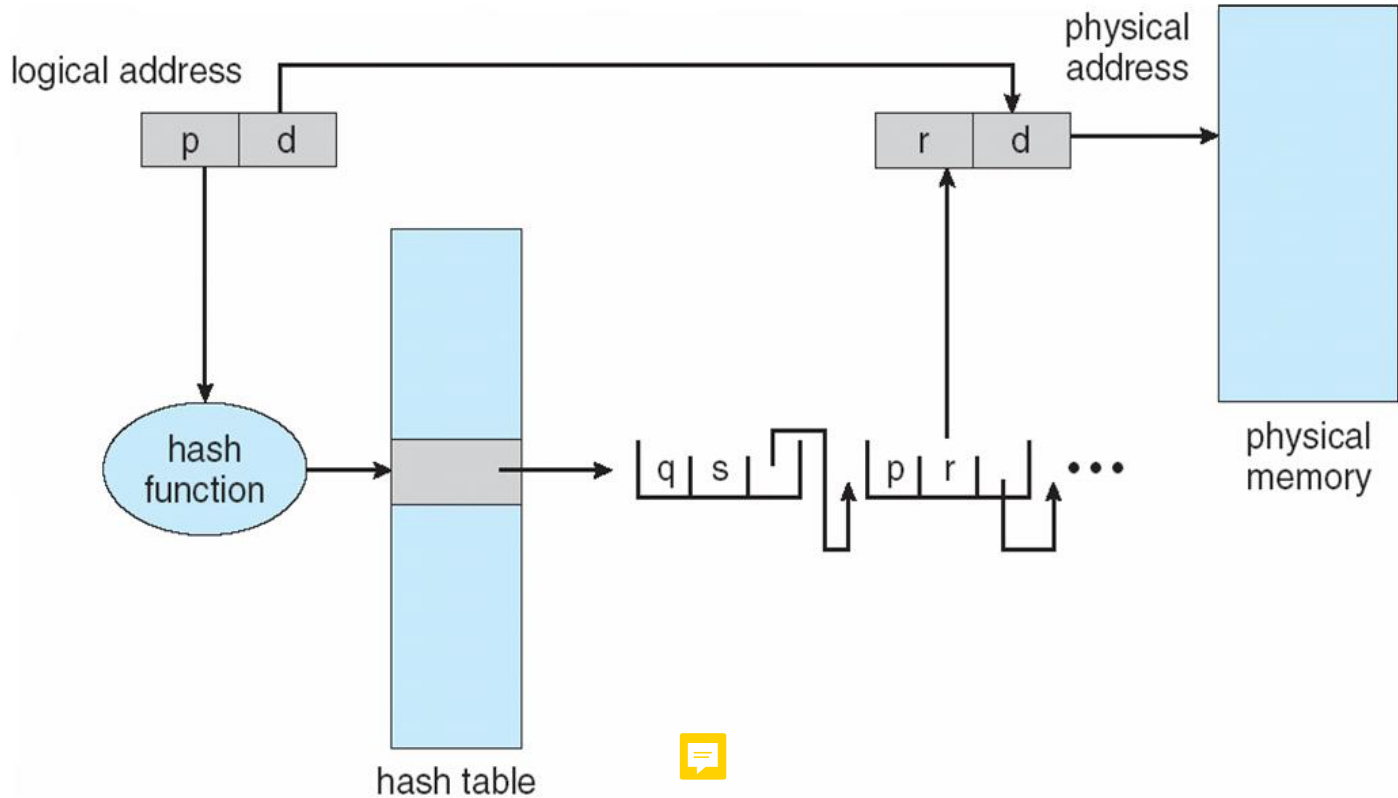 logical address
p d
physical
address
r d
hash
function
q s
p r
•••
physical
memory
hash table